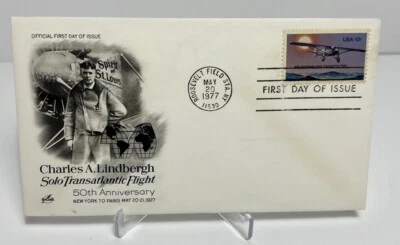 OFFICIAL FIRST DAY OF ISSUE
Spirit
of
St. Louis
Charles A. Lindbergh
Solo Transatlantic Flight
50th Anniversary
NEW YORK TO PARIS MAY 20-21, 1927
ROOSEVELT FIELD STA. NY
MAY
20
1977
11530
USA 13c
FIRST DAY OF ISSUE